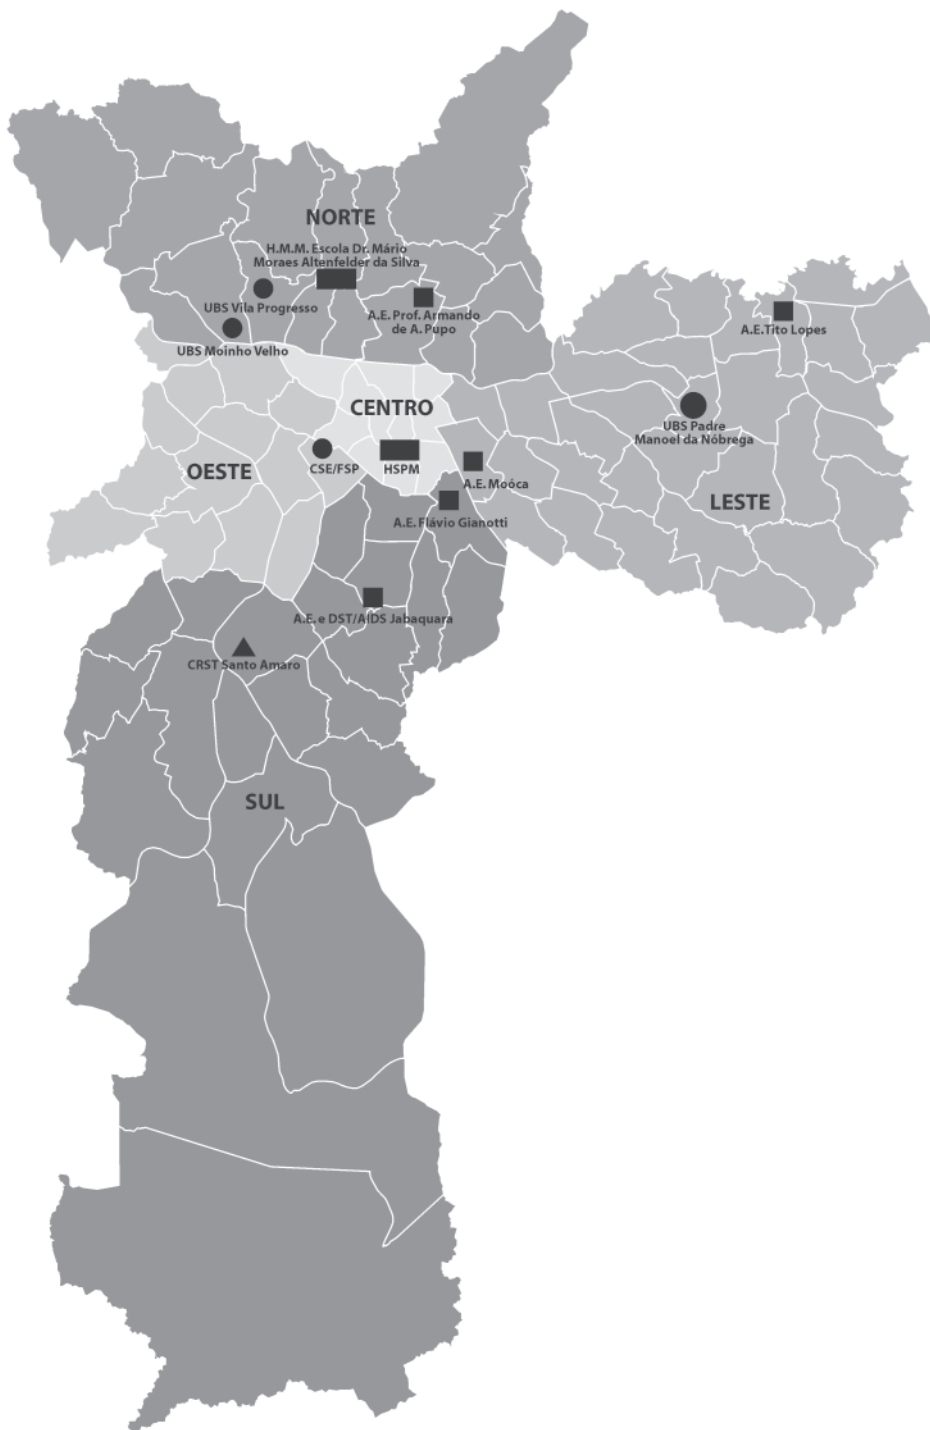 NORTE
H.M.M. Escola Dr. Mário
Moraes Altenfelder da Silva
UBS Vila Progresso
A.E. Prof. Armando
de A. Pupo
A.E.Tito Lopes
UBS Moinho Velho
CENTRO
UBS Padre
Manoel da Nóbrega
OESTE
CSE/FSP
HSPM
A.E. Moóca
LESTE
A.E. Flávio Gianotti
A.E. e DST/AIDS Jabaquara
CRST Santo Amaro
SUL